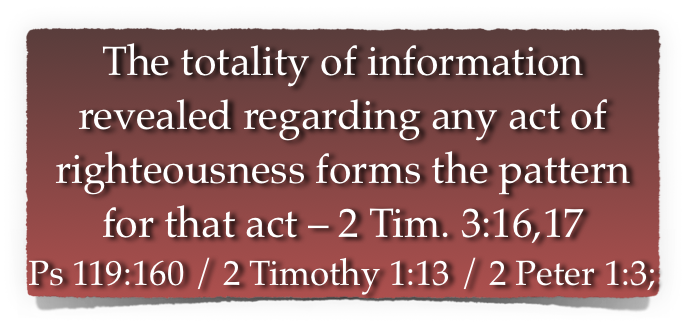 The totality of information
revealed regarding any act of
righteousness forms the pattern
for that act – 2 Tim. 3:16,17
Ps 119:160 / 2 Timothy 1:13 / 2 Peter 1:3;